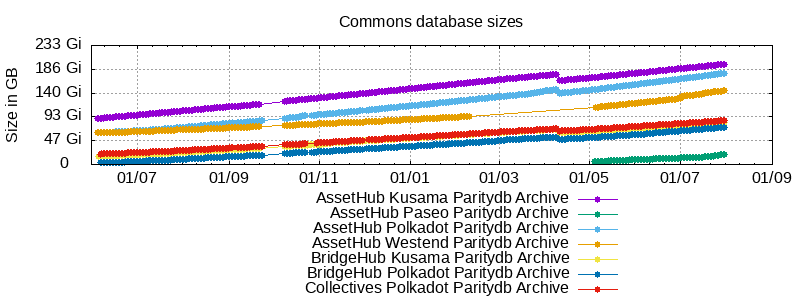 Commons database sizes
Size in GB
233 Gi
186 Gi
140 Gi
93 Gi
47 Gi
0
01/07 01/09 01/11 01/01 01/03 01/05 01/07 01/09
AssetHub Kusama Paritydb Archive
AssetHub Paseo Paritydb Archive
AssetHub Polkadot Paritydb Archive
AssetHub Westend Paritydb Archive
BridgeHub Kusama Paritydb Archive
BridgeHub Polkadot Paritydb Archive
Collectives Polkadot Paritydb Archive